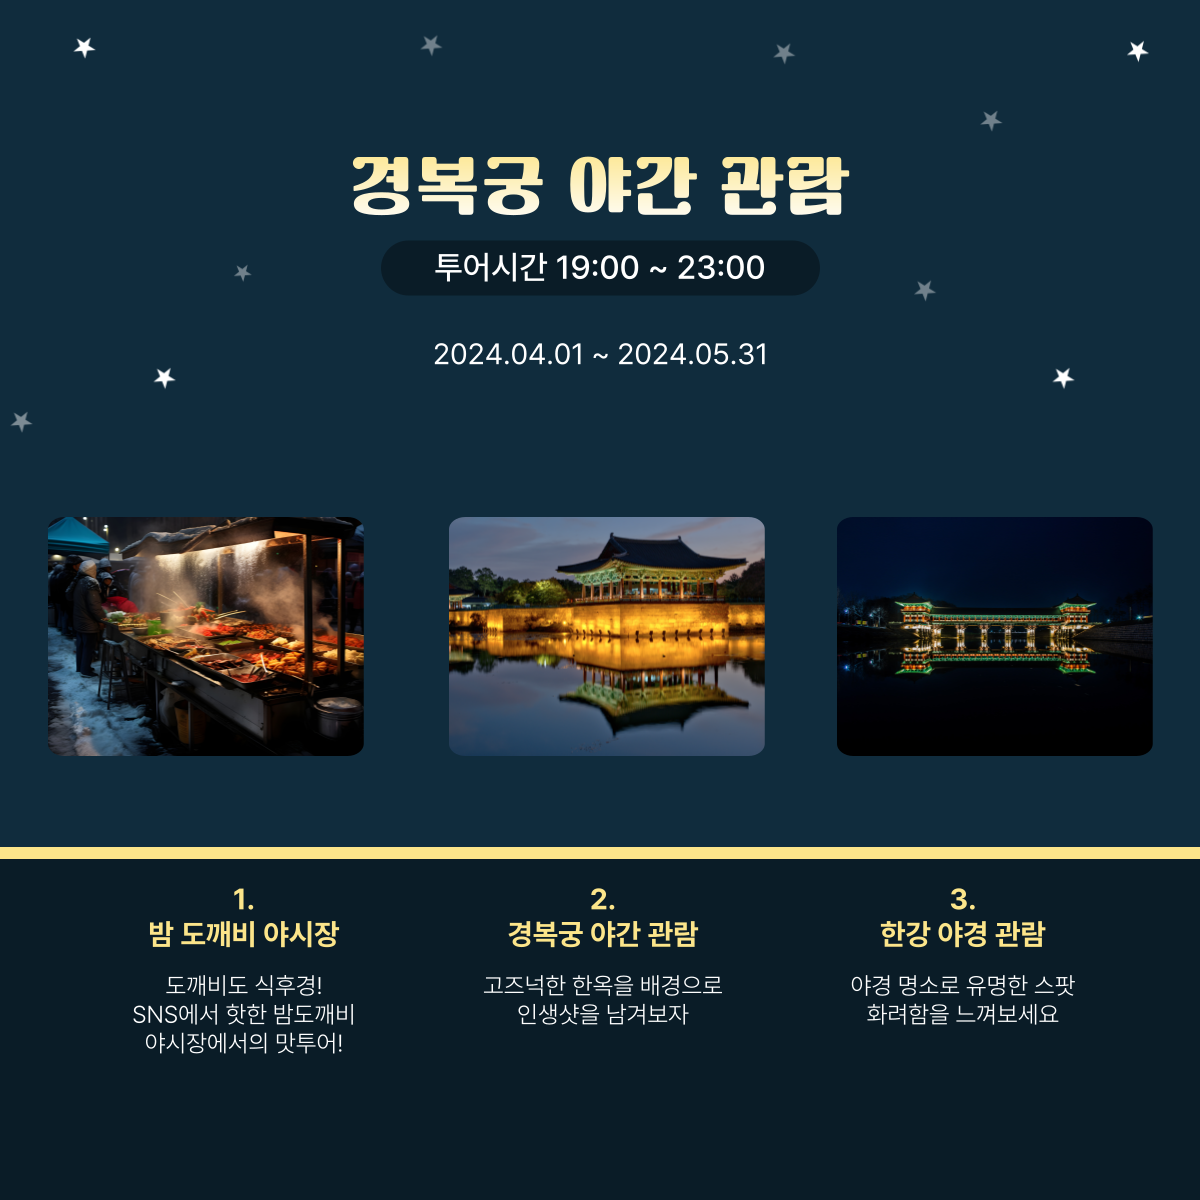 경복궁 야간 관람
투어시간 19:00 ~ 23:00
2024.04.01 ~ 2024.05.31
1.
밤 도깨비 야시장
도깨비도 식후경!
SNS에서 핫한 밤도깨비
야시장에서의 맛투어!
2.
경복궁 야간 관람
고즈넉한 한옥을 배경으로
인생샷을 남겨보자
3.
한강 야경 관람
야경 명소로 유명한 스팟
화려함을 느껴보세요